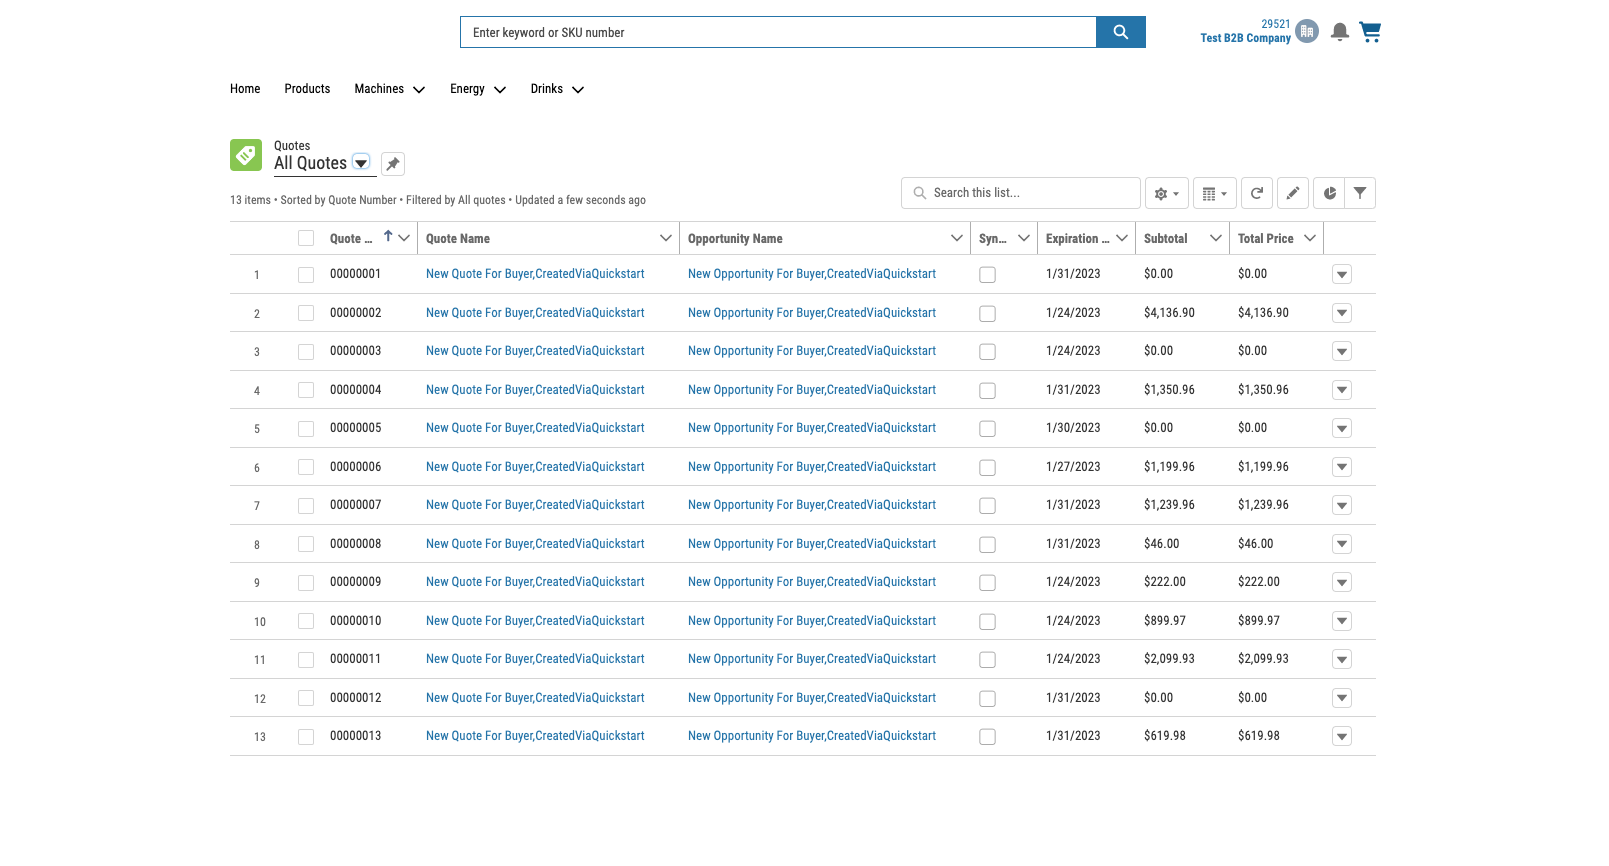 Enter keyword or SKU number
29521
Test B2B Company
Home Products Machines Energy Drinks
Quotes
All Quotes
13 items • Sorted by Quote Number • Filtered by All quotes • Updated a few seconds ago
Search this list...
Quote ... Quote Name Opportunity Name Syn... Expiration ... Subtotal Total Price
1 00000001 New Quote For Buyer,CreatedViaQuickstart New Opportunity For Buyer,CreatedViaQuickstart 1/31/2023 $0.00 $0.00
2 00000002 New Quote For Buyer,CreatedViaQuickstart New Opportunity For Buyer,CreatedViaQuickstart 1/24/2023 $4,136.90 $4,136.90
3 00000003 New Quote For Buyer,CreatedViaQuickstart New Opportunity For Buyer,CreatedViaQuickstart 1/24/2023 $0.00 $0.00
4 00000004 New Quote For Buyer,CreatedViaQuickstart New Opportunity For Buyer,CreatedViaQuickstart 1/31/2023 $1,350.96 $1,350.96
5 00000005 New Quote For Buyer,CreatedViaQuickstart New Opportunity For Buyer,CreatedViaQuickstart 1/30/2023 $0.00 $0.00
6 00000006 New Quote For Buyer,CreatedViaQuickstart New Opportunity For Buyer,CreatedViaQuickstart 1/27/2023 $1,199.96 $1,199.96
7 00000007 New Quote For Buyer,CreatedViaQuickstart New Opportunity For Buyer,CreatedViaQuickstart 1/31/2023 $1,239.96 $1,239.96
8 00000008 New Quote For Buyer,CreatedViaQuickstart New Opportunity For Buyer,CreatedViaQuickstart 1/31/2023 $46.00 $46.00
9 00000009 New Quote For Buyer,CreatedViaQuickstart New Opportunity For Buyer,CreatedViaQuickstart 1/24/2023 $222.00 $222.00
10 00000010 New Quote For Buyer,CreatedViaQuickstart New Opportunity For Buyer,CreatedViaQuickstart 1/24/2023 $899.97 $899.97
11 00000011 New Quote For Buyer,CreatedViaQuickstart New Opportunity For Buyer,CreatedViaQuickstart 1/24/2023 $2,099.93 $2,099.93
12 00000012 New Quote For Buyer,CreatedViaQuickstart New Opportunity For Buyer,CreatedViaQuickstart 1/31/2023 $0.00 $0.00
13 00000013 New Quote For Buyer,CreatedViaQuickstart New Opportunity For Buyer,CreatedViaQuickstart 1/31/2023 $619.98 $619.98